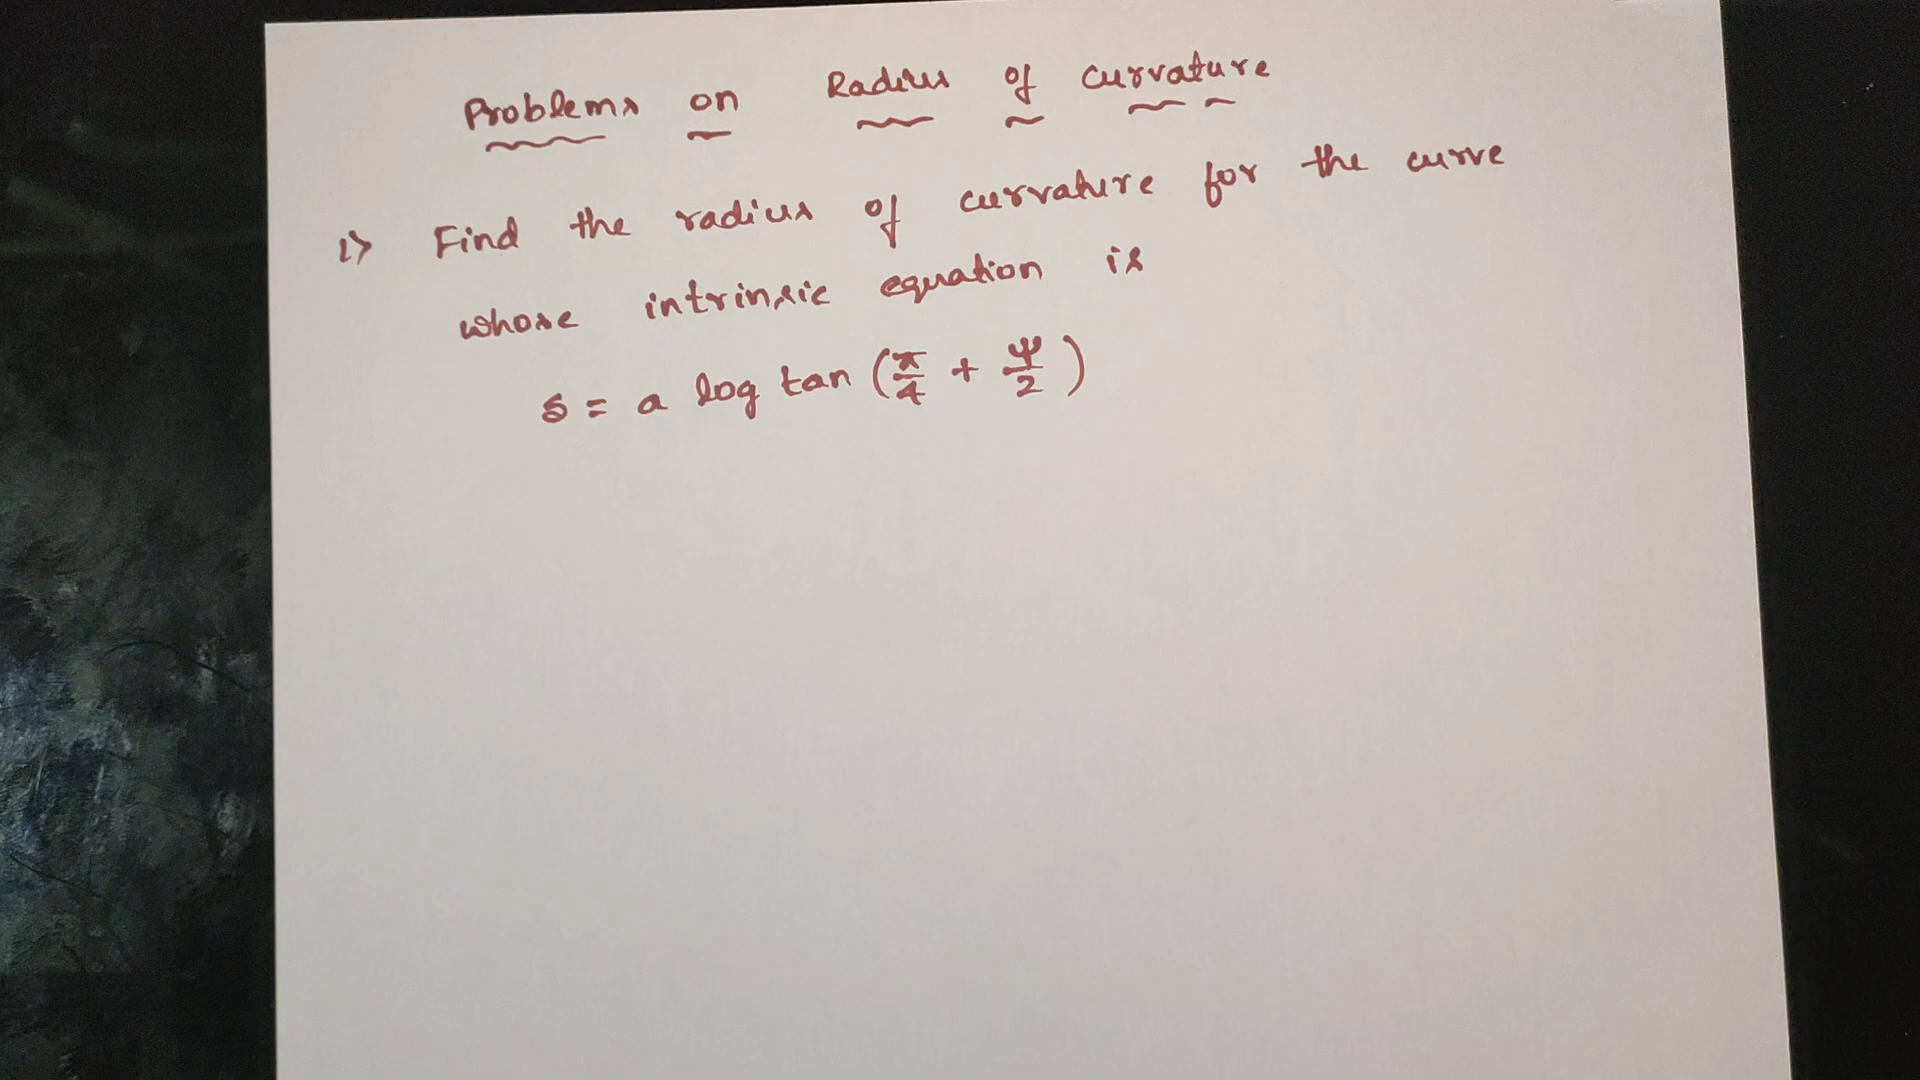 Problems on Radius of curvature
1) Find the radius of curvature for the curve
whose intrinsic equation is
s = a log tan (π/4 + ψ/2)